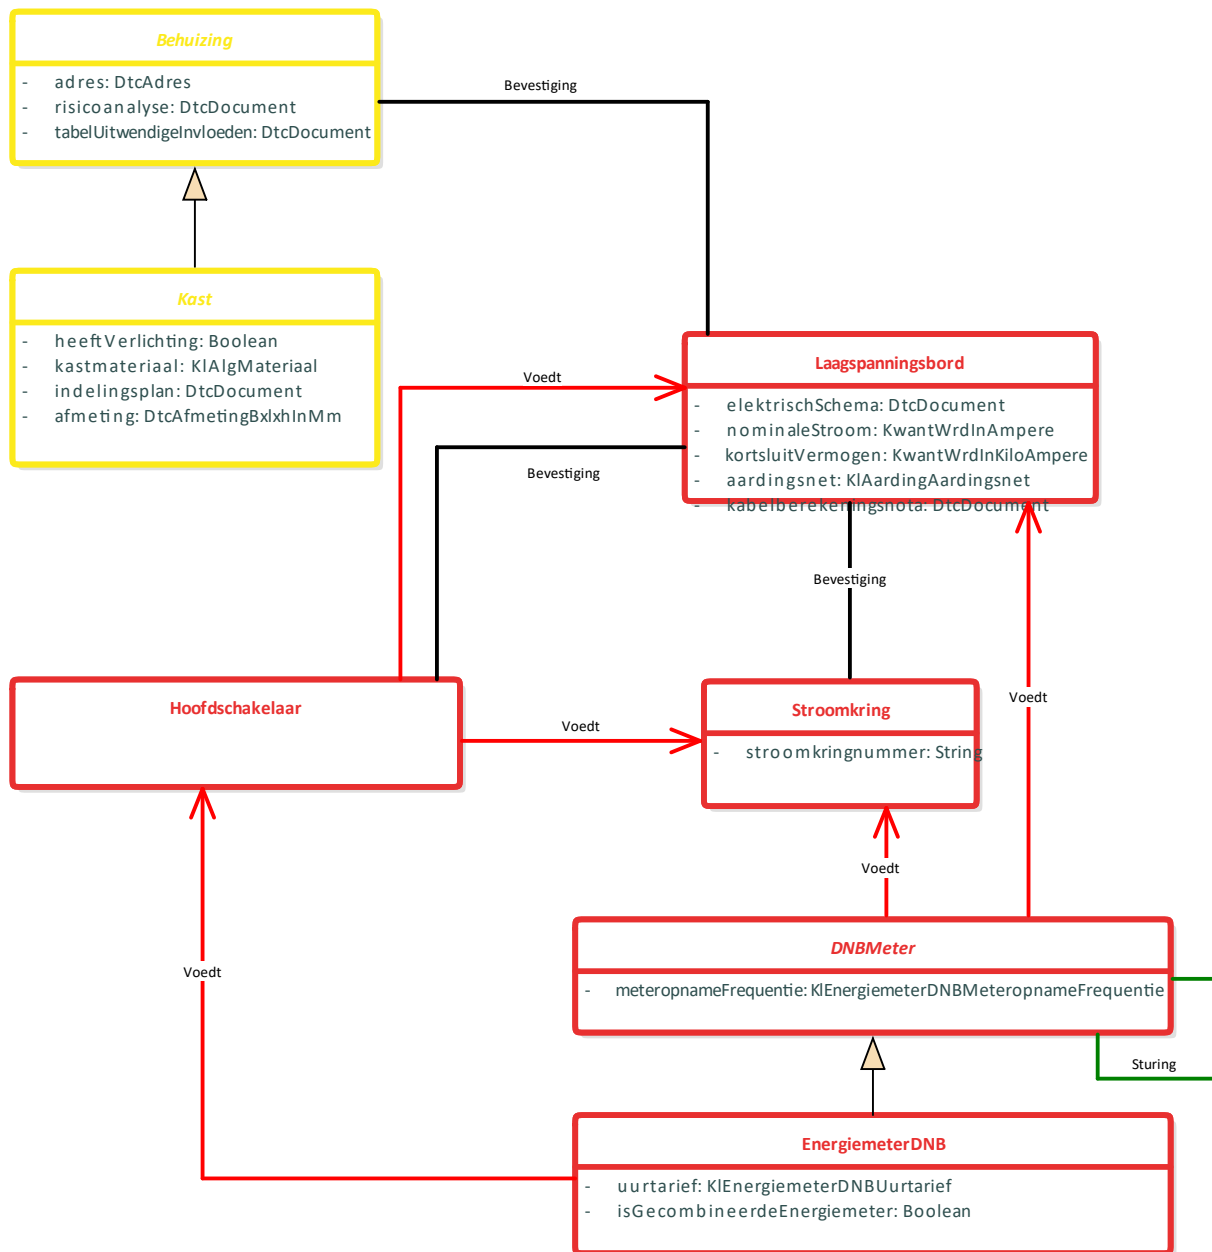 Behuizing
- adres: DtcAdres
- risicoanalyse: DtcDocument
- tabelUitwendigeInvloeden: DtcDocument
Bevestiging
Kast
- heeftVerlichting: Boolean
- kastmateriaal: KlAlgMateriaal
- indelingsplan: DtcDocument
- afmeting: DtcAfmetingBxlxhInMm
Laagspanningsbord
- elektrischSchema: DtcDocument
- nominaleStroom: KwantWrdInAmpere
- kortsluitVermogen: KwantWrdInKiloAmpere
- aardingsnet: KlAardingAardingsnet
- kabelberekeningsnota: DtcDocument
Voedt
Bevestiging
Bevestiging
Hoofdschakelaar
Voedt
Stroomkring
- stroomkringnummer: String
Voedt
Voedt
DNBMeter
- meteropnameFrequentie: KlEnergiemeterDNBMeteropnameFrequentie
Voedt
Sturing
EnergiemeterDNB
- uurtarief: KlEnergiemeterDNBUurtarief
- isGecombineerdeEnergiemeter: Boolean